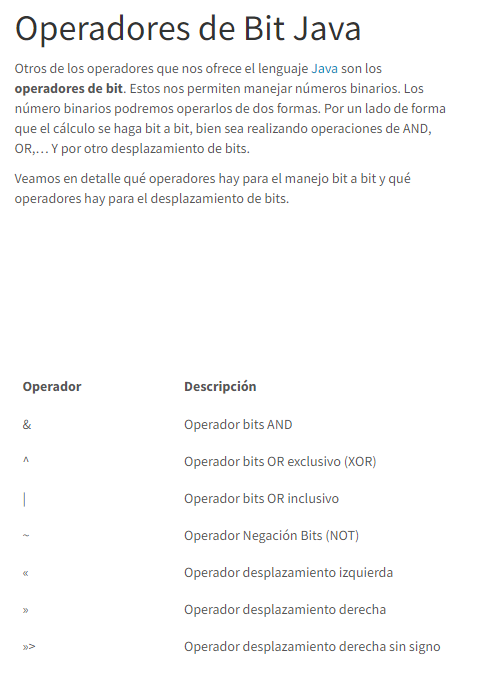 Operadores de Bit Java
Otros de los operadores que nos ofrece el lenguaje Java son los
operadores de bit. Estos nos permiten manejar números binarios. Los
número binarios podremos operarlos de dos formas. Por un lado de forma
que el cálculo se haga bit a bit, bien sea realizando operaciones de AND,
OR,… Y por otro desplazamiento de bits.
Veamos en detalle qué operadores hay para el manejo bit a bit y qué
operadores hay para el desplazamiento de bits.
Operador Descripción
& Operador bits AND
^ Operador bits OR exclusivo (XOR)
| Operador bits OR inclusivo
~ Operador Negación Bits (NOT)
« Operador desplazamiento izquierda
» Operador desplazamiento derecha
»> Operador desplazamiento derecha sin signo